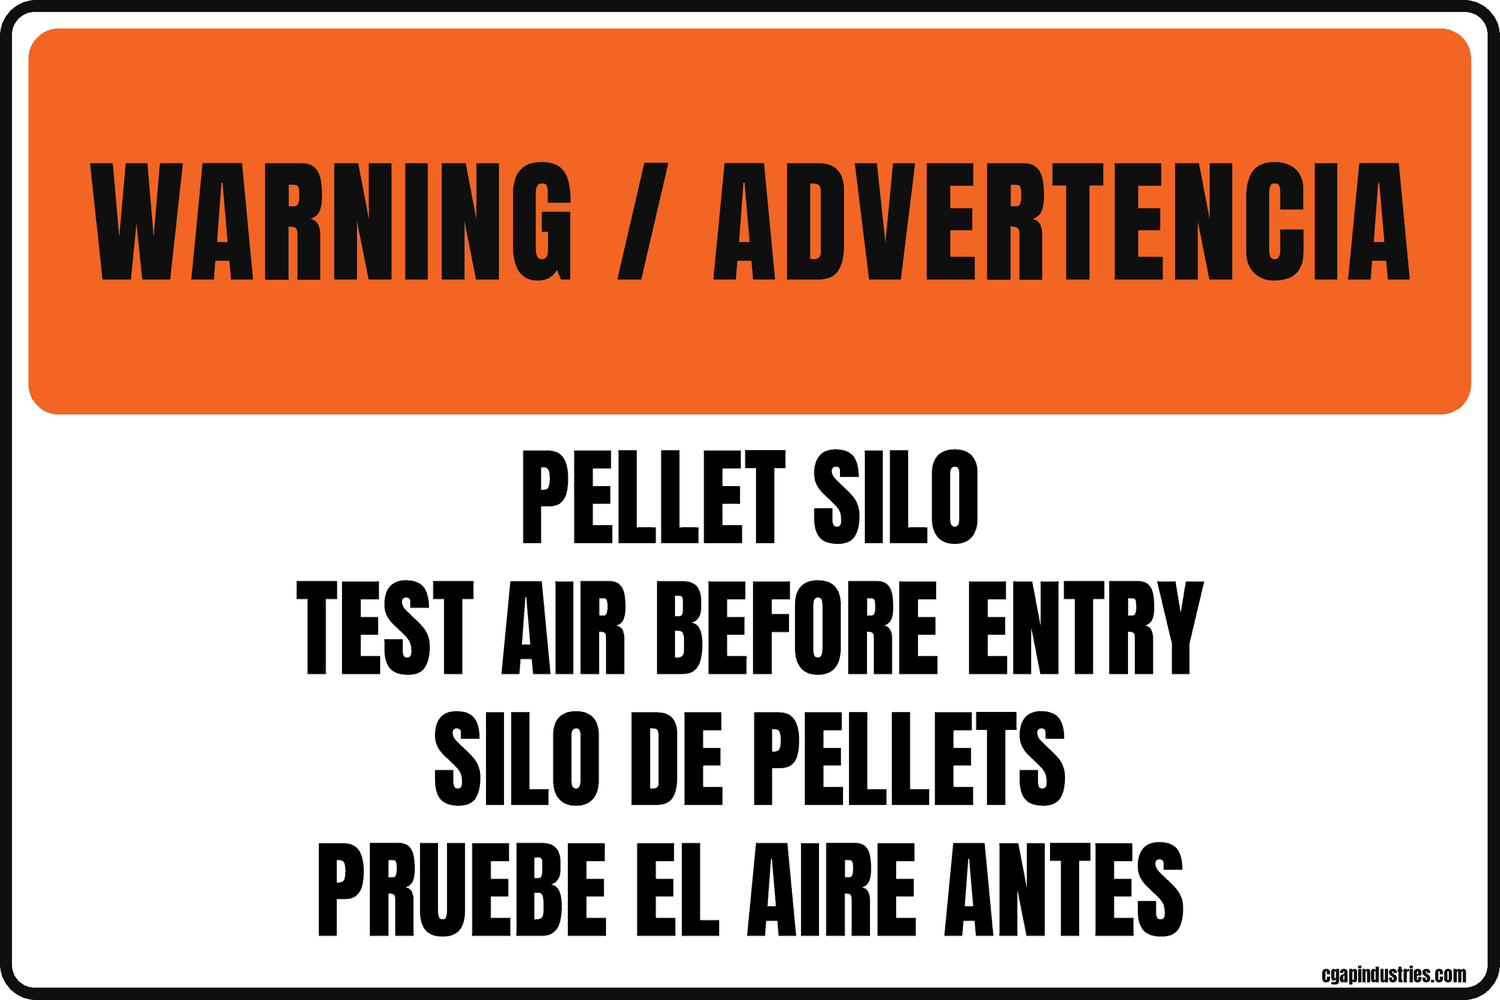 WARNING / ADVERTENCIA
PELLET SILO
TEST AIR BEFORE ENTRY
SILO DE PELLETS
PRUEBE EL AIRE ANTES
cgapindustries.com